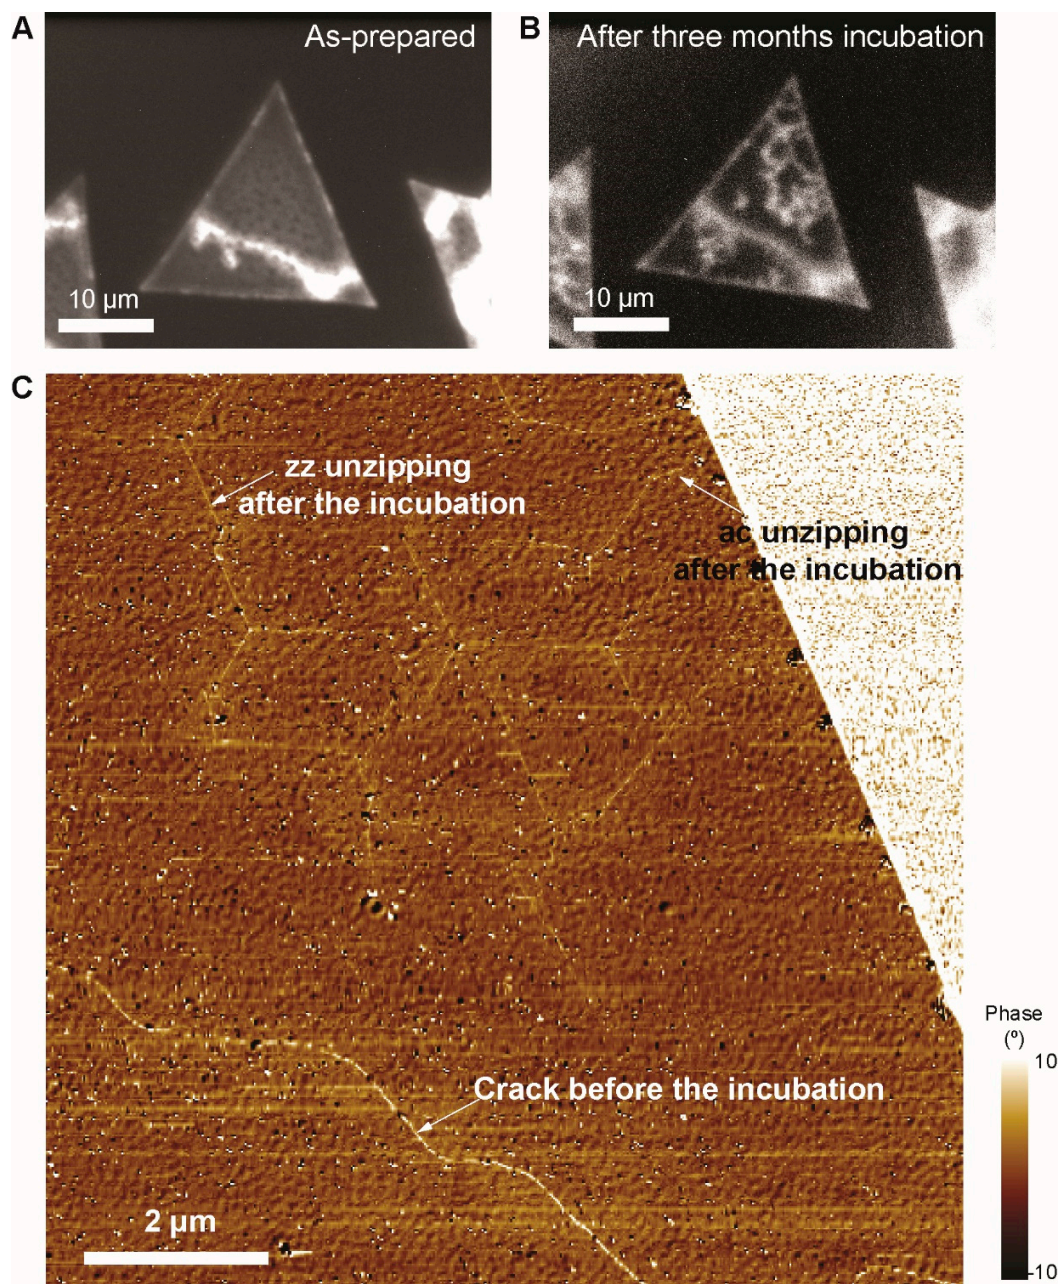 A
As-prepared
10 µm
B
After three months incubation
10 µm
C
zz unzipping
after the incubation
ac unzipping
after the incubation
Crack before the incubation
2 µm
Phase
(º)
10
-10